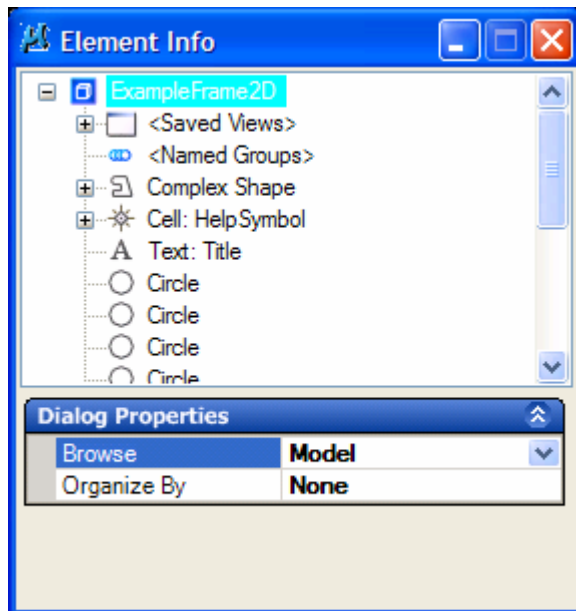 Element Info
ExampleFrame2D
<Saved Views>
<Named Groups>
Complex Shape
Cell: HelpSymbol
Text: Title
Circle
Circle
Circle
Circle
Dialog Properties
Browse Model
Organize By None